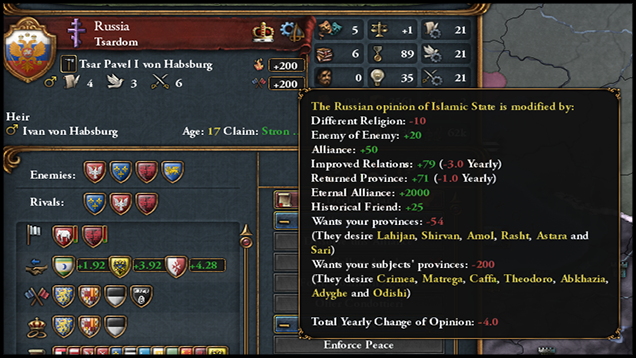 Russia
Tsardom
Tsar Pavel I von Habsburg
4 3 6
+200
+200
5 +1 21
6 89 21
0 35 21
Heir
Ivan von Habsburg Age: 17 Claim: Stron ...
Enemies:
Rivals:
+1.92 +3.92 +4.28
The Russian opinion of Islamic State is modified by:
Different Religion: -10
Enemy of Enemy: +20
Alliance: +50
Improved Relations: +79 (-3.0 Yearly)
Returned Province: +71 (-1.0 Yearly)
Eternal Alliance: +2000
Historical Friend: +25
Wants your provinces: -54
(They desire Lahijan, Shirvan, Amol, Rasht, Astara and
Sari)
Wants your subjects' provinces: -200
(They desire Crimea, Matrega, Caffa, Theodoro, Abkhazia,
Adyghe and Odishi)
Total Yearly Change of Opinion: -4.0
Enforce Peace